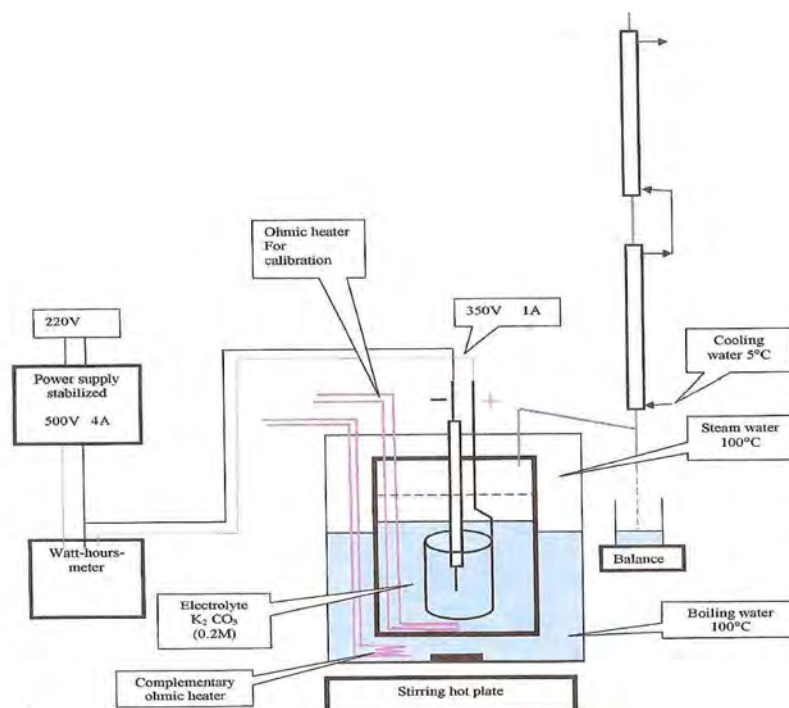 Ohmic heater
For
calibration
350V 1A
220V
Power supply
stabilized
500V 4A
Cooling
water 5°C
− +
Steam water
100°C
Watt-hours-
meter
Balance
Electrolyte
K₂ CO₃
(0.2M)
Boiling water
100°C
Complementary
ohmic heater
Stirring hot plate